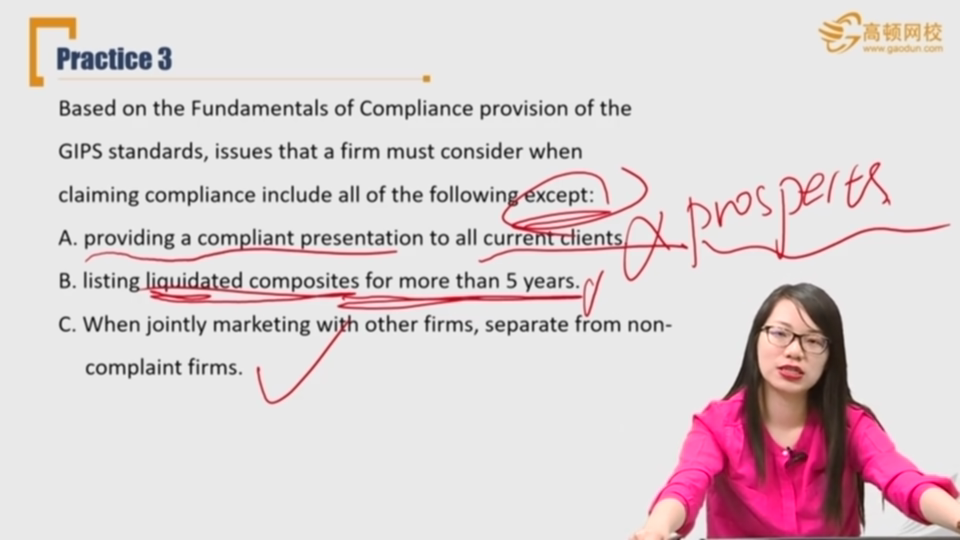 Practice 3
高顿网校
www.gaodun.com
Based on the Fundamentals of Compliance provision of the
GIPS standards, issues that a firm must consider when
claiming compliance include all of the following except:
A. providing a compliant presentation to all current clients
B. listing liquidated composites for more than 5 years.
C. When jointly marketing with other firms, separate from non-
complaint firms.